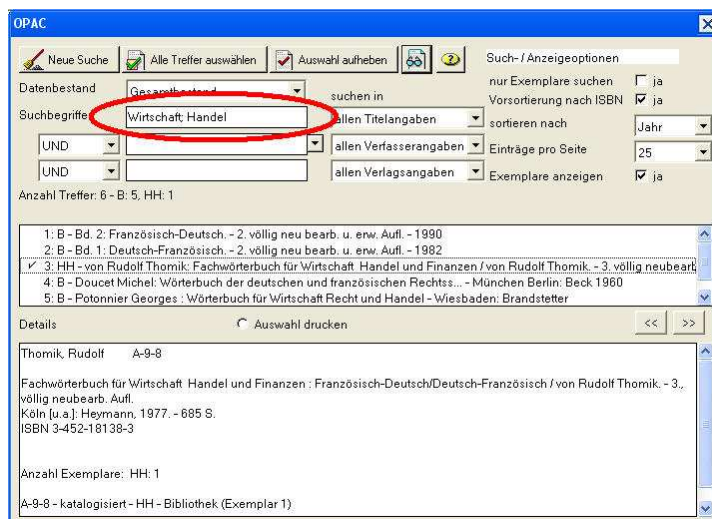 OPAC
Neue Suche Alle Treffer auswählen Auswahl aufheben Such- / Anzeigeoptionen
nur Exemplare suchen ja
Datenbestand Gesamtbestand suchen in Vorsortierung nach ISBN ja
Suchbegriffe Wirtschaft; Handel allen Titelangaben sortieren nach Jahr
UND allen Verfasserangaben Einträge pro Seite 25
UND allen Verlagsangaben Exemplare anzeigen ja
Anzahl Treffer: 6 - B: 5, HH: 1
1: B - Bd. 2: Französisch-Deutsch. - 2. völlig neu bearb. u. erw. Aufl. - 1990
2: B - Bd. 1: Deutsch-Französisch. - 2. völlig neu bearb. u. erw. Aufl. - 1982
✓ 3: HH - von Rudolf Thomik: Fachwörterbuch für Wirtschaft Handel und Finanzen / von Rudolf Thomik. - 3. völlig neubearb
4: B - Doucet Michel: Wörterbuch der deutschen und französischen Rechtss... - München Berlin: Beck 1960
5: B - Potonnier Georges : Wörterbuch für Wirtschaft Recht und Handel - Wiesbaden: Brandstetter
Details Auswahl drucken << >>
Thomik, Rudolf A-9-8
Fachwörterbuch für Wirtschaft Handel und Finanzen : Französisch-Deutsch/Deutsch-Französisch / von Rudolf Thomik. - 3.,
völlig neubearb. Aufl.
Köln [u.a.]: Heymann, 1977. - 685 S.
ISBN 3-452-18138-3
Anzahl Exemplare: HH: 1
A-9-8 - katalogisiert - HH - Bibliothek (Exemplar 1)